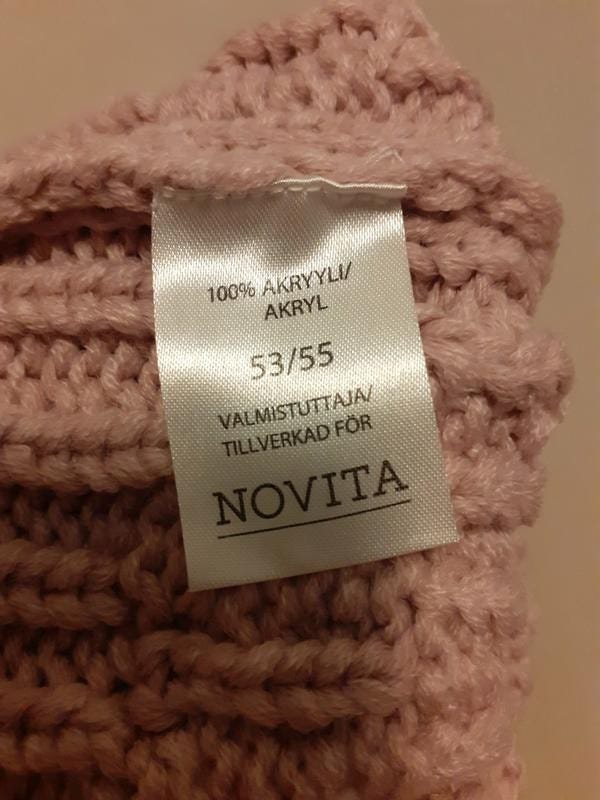 100% AKRYYLI/
AKRYL
53/55
VALMISTUTTAJA/
TILLVERKAD FÖR
NOVITA